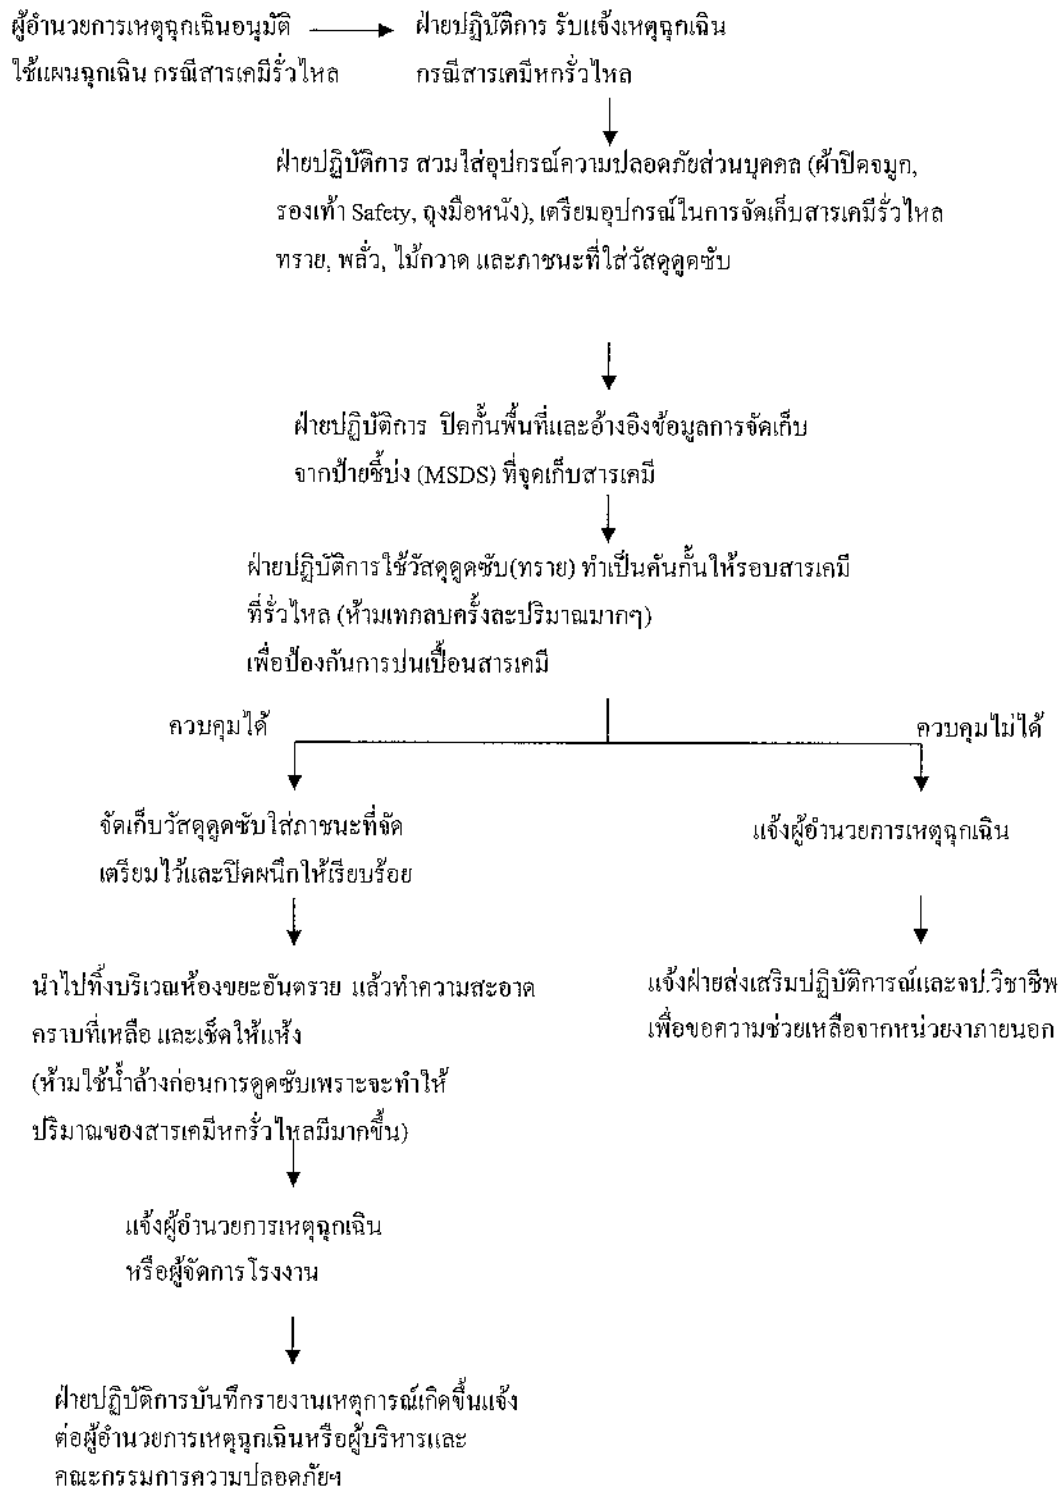 ผู้อำนวยการเหตุฉุกเฉินอนุมัติ
ใช้แผนฉุกเฉิน กรณีสารเคมีรั่วไหล
ฝ่ายปฏิบัติการ รับแจ้งเหตุฉุกเฉิน
กรณีสารเคมีหกรั่วไหล
ฝ่ายปฏิบัติการ สวมใส่อุปกรณ์ความปลอดภัยส่วนบุคคล (ผ้าปิดจมูก,
รองเท้า Safety, ถุงมือหนัง), เตรียมอุปกรณ์ในการจัดเก็บสารเคมีรั่วไหล
ทราย, พลั่ว, ไม้กวาด และภาชนะที่ใส่วัสดุดูดซับ
ฝ่ายปฏิบัติการ ปิดกั้นพื้นที่และอ้างอิงข้อมูลการจัดเก็บ
จากป้ายชี้บ่ง (MSDS) ที่จุดเก็บสารเคมี
ฝ่ายปฏิบัติการใช้วัสดุดูดซับ(ทราย) ทำเป็นคันกั้นให้รอบสารเคมี
ที่รั่วไหล (ห้ามเทกลบครั้งละปริมาณมากๆ)
เพื่อป้องกันการปนเปื้อนสารเคมี
ควบคุมได้
ควบคุมไม่ได้
จัดเก็บวัสดุดูดซับใส่ภาชนะที่จัด
เตรียมไว้และปิดผนึกให้เรียบร้อย
แจ้งผู้อำนวยการเหตุฉุกเฉิน
นำไปทิ้งบริเวณห้องขยะอันตราย แล้วทำความสะอาด
คราบที่เหลือ และเช็ดให้แห้ง
(ห้ามใช้น้ำล้างก่อนการดูดซับเพราะจะทำให้
ปริมาณของสารเคมีหกรั่วไหลมีมากขึ้น)
แจ้งฝ่ายส่งเสริมปฏิบัติการณ์และจป.วิชาชีพ
เพื่อขอความช่วยเหลือจากหน่วยงาภายนอก
แจ้งผู้อำนวยการเหตุฉุกเฉิน
หรือผู้จัดการโรงงาน
ฝ่ายปฏิบัติการบันทึกรายงานเหตุการณ์เกิดขึ้นแจ้ง
ต่อผู้อำนวยการเหตุฉุกเฉินหรือผู้บริหารและ
คณะกรรมการความปลอดภัยฯ